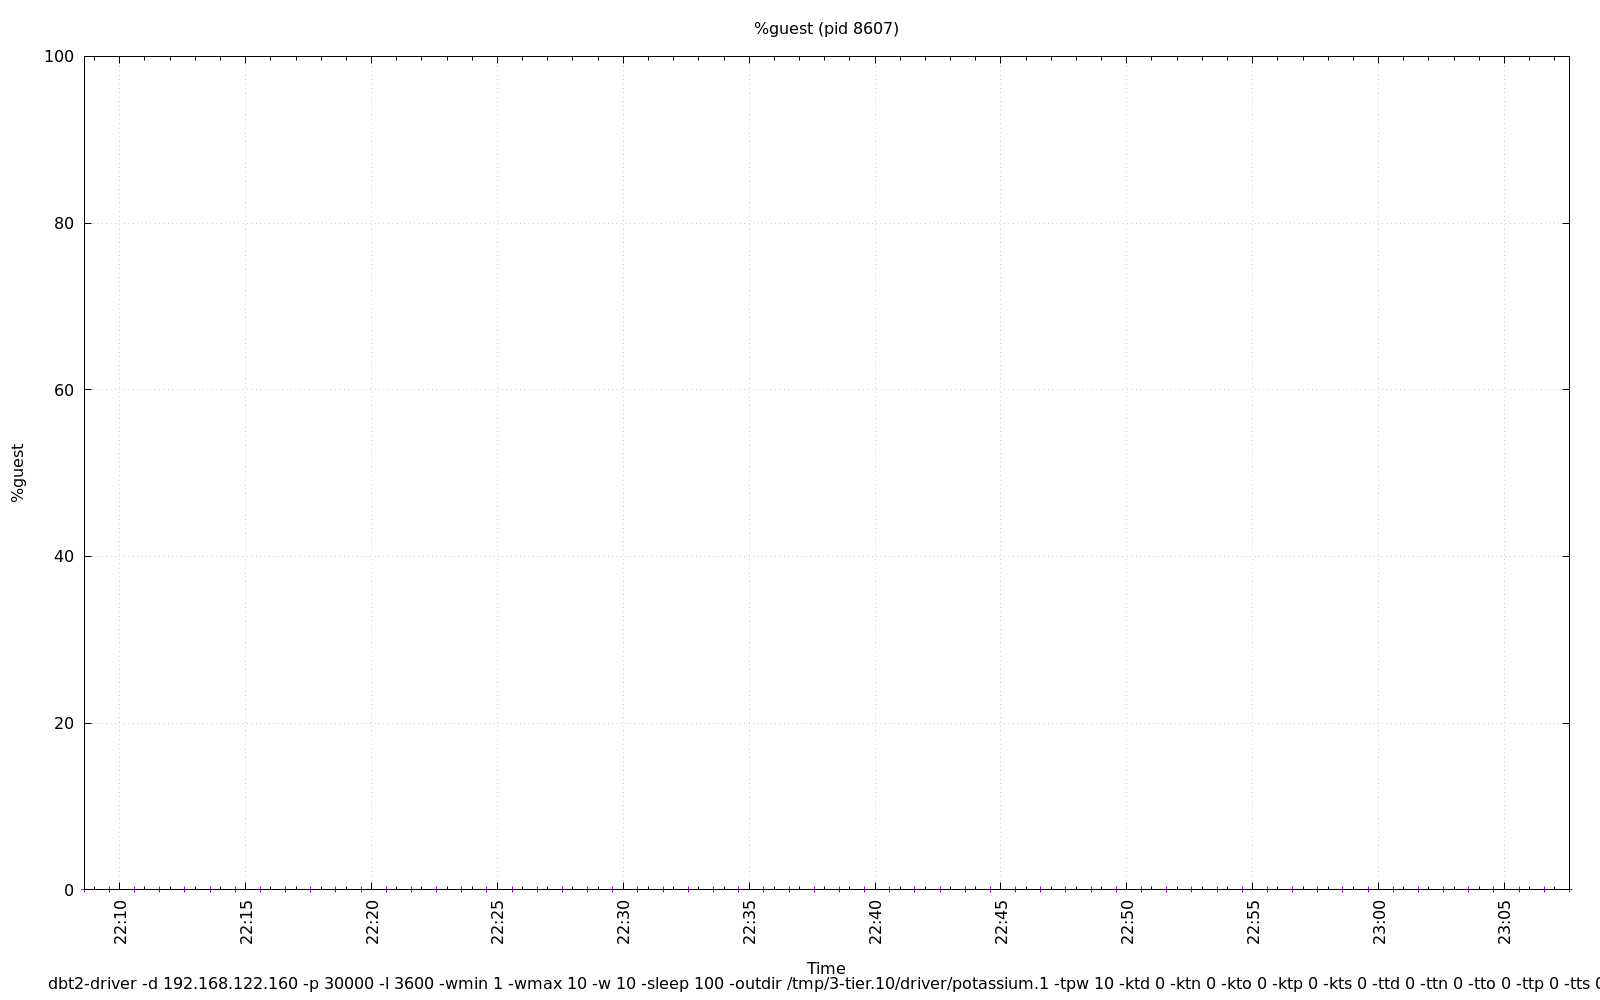 %guest (pid 8607)
100
80
60
40
20
0
%guest
22:10 22:15 22:20 22:25 22:30 22:35 22:40 22:45 22:50 22:55 23:00 23:05
Time
dbt2-driver -d 192.168.122.160 -p 30000 -l 3600 -wmin 1 -wmax 10 -w 10 -sleep 100 -outdir /tmp/3-tier.10/driver/potassium.1 -tpw 10 -ktd 0 -ktn 0 -kto 0 -ktp 0 -kts 0 -ttd 0 -ttn 0 -tto 0 -ttp 0 -tts 0